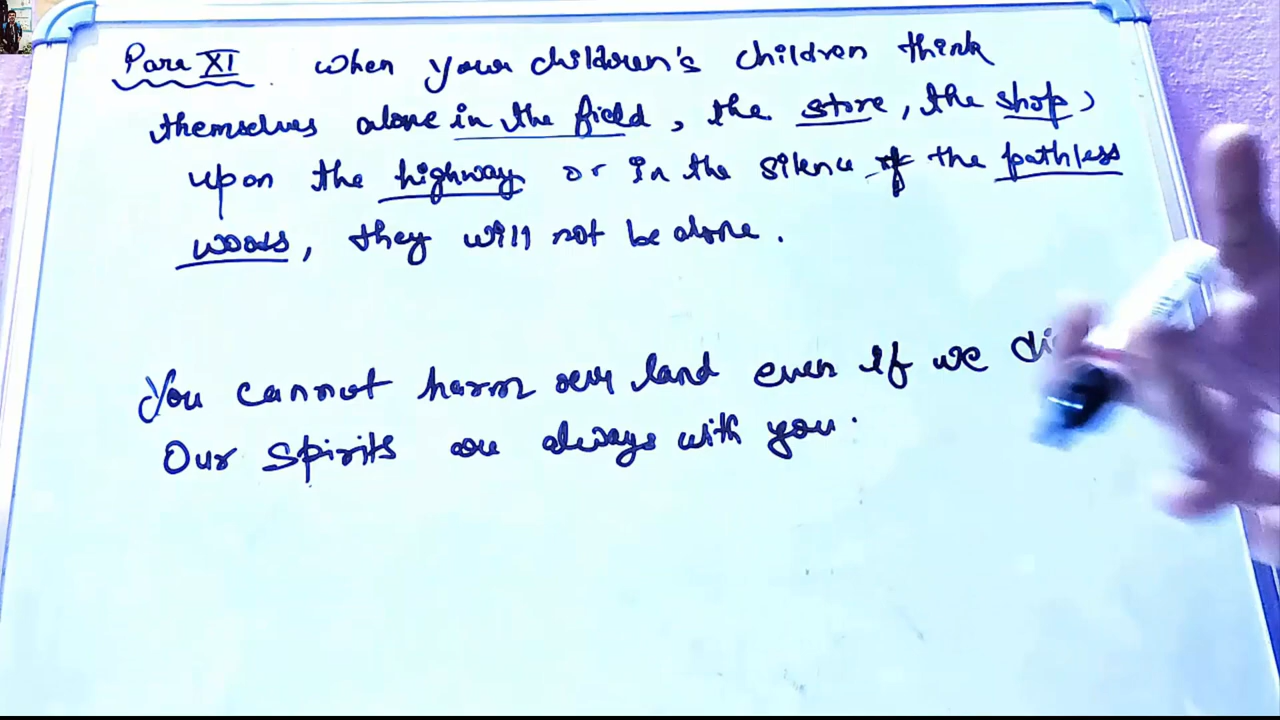 Para XI. When your children's children think
themselves alone in the field, the store, the shop,
upon the highway or in the silence of the pathless
woods, they will not be alone.
You cannot harm our land even if we
Our spirits are always with you.